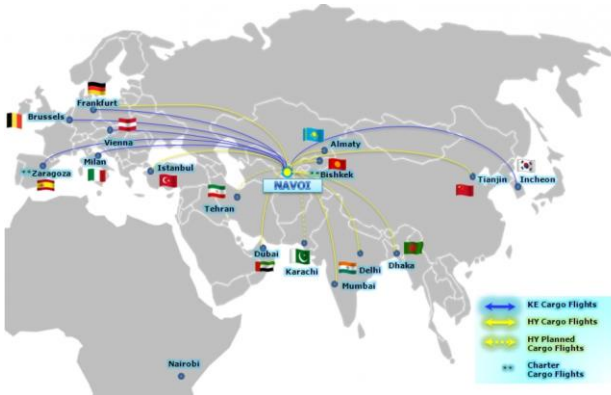 Frankfurt
Brussels
Vienna
Milan
**Zaragoza
Istanbul
Almaty
**Bishkek
NAVOI
Tehran
Tianjin
Incheon
Dubai
Karachi
Delhi
Mumbai
Dhaka
Nairobi
KE Cargo Flights
HY Cargo Flights
HY Planned
Cargo Flights
** Charter
Cargo Flights